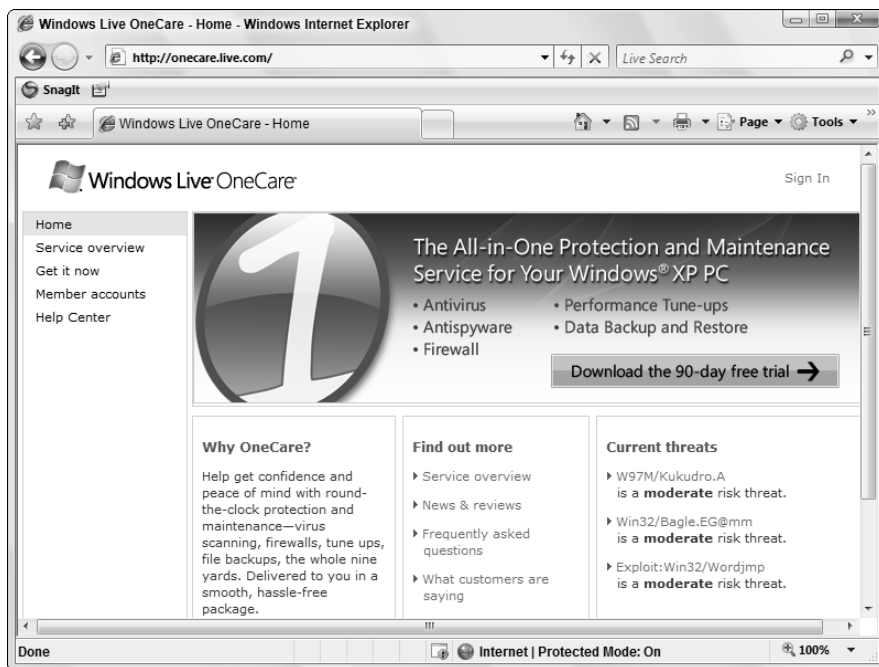 Windows Live OneCare - Home - Windows Internet Explorer
http://onecare.live.com/
Live Search
SnagIt
Windows Live OneCare - Home
Page
Tools
Windows Live OneCare
Sign In
Home
Service overview
Get it now
Member accounts
Help Center
1
The All-in-One Protection and Maintenance
Service for Your Windows® XP PC
• Antivirus
• Antispyware
• Firewall
• Performance Tune-ups
• Data Backup and Restore
Download the 90-day free trial
Why OneCare?
Help get confidence and
peace of mind with round-
the-clock protection and
maintenance—virus
scanning, firewalls, tune ups,
file backups, the whole nine
yards. Delivered to you in a
smooth, hassle-free
package.
Find out more
Service overview
News & reviews
Frequently asked
questions
What customers are
saying
Current threats
W97M/Kukudro.A
is a moderate risk threat.
Win32/Bagle.EG@mm
is a moderate risk threat.
Exploit:Win32/Wordjmp
is a moderate risk threat.
Done
Internet | Protected Mode: On
100%